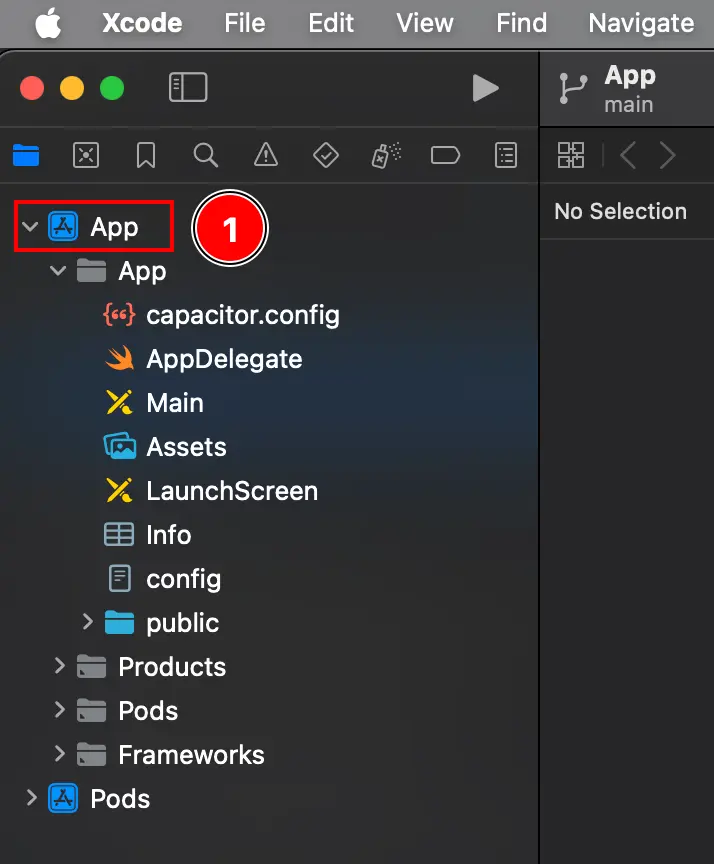 Xcode File Edit View Find Navigate
App
main
No Selection
App
1
App
capacitor.config
AppDelegate
Main
Assets
LaunchScreen
Info
config
public
Products
Pods
Frameworks
Pods